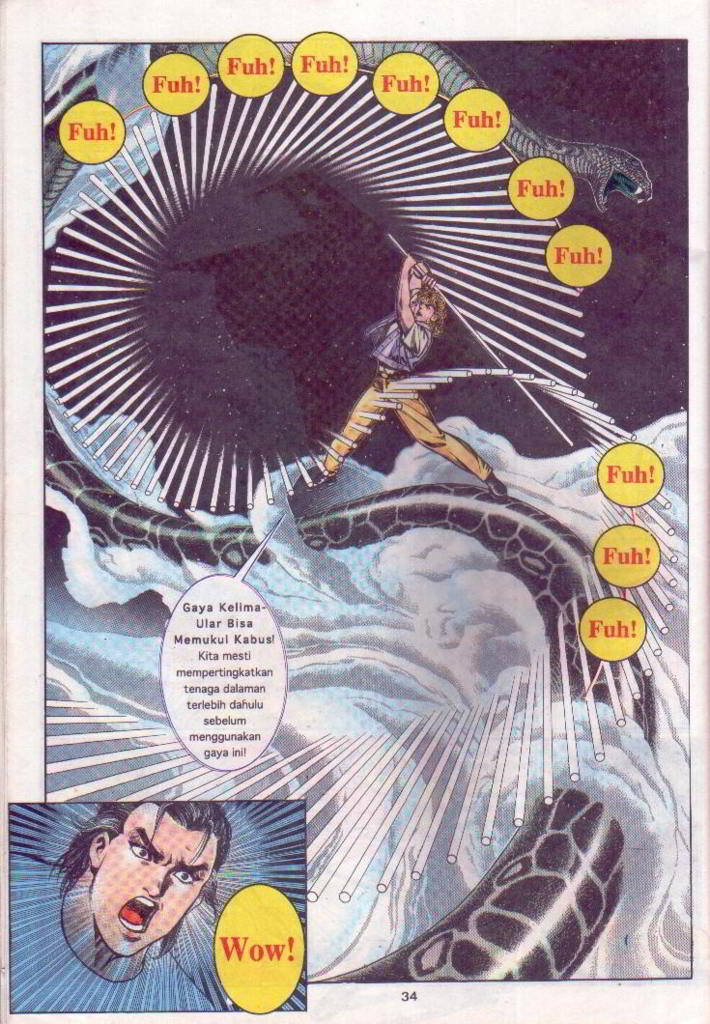 Fuh!
Fuh!
Fuh!
Fuh!
Fuh!
Fuh!
Fuh!
Fuh!
Fuh!
Fuh!
Fuh!
Gaya Kelima-
Ular Bisa
Memukul Kabus!
Kita mesti
mempertingkatkan
tenaga dalaman
terlebih dahulu
sebelum
menggunakan
gaya ini!
Wow!
34